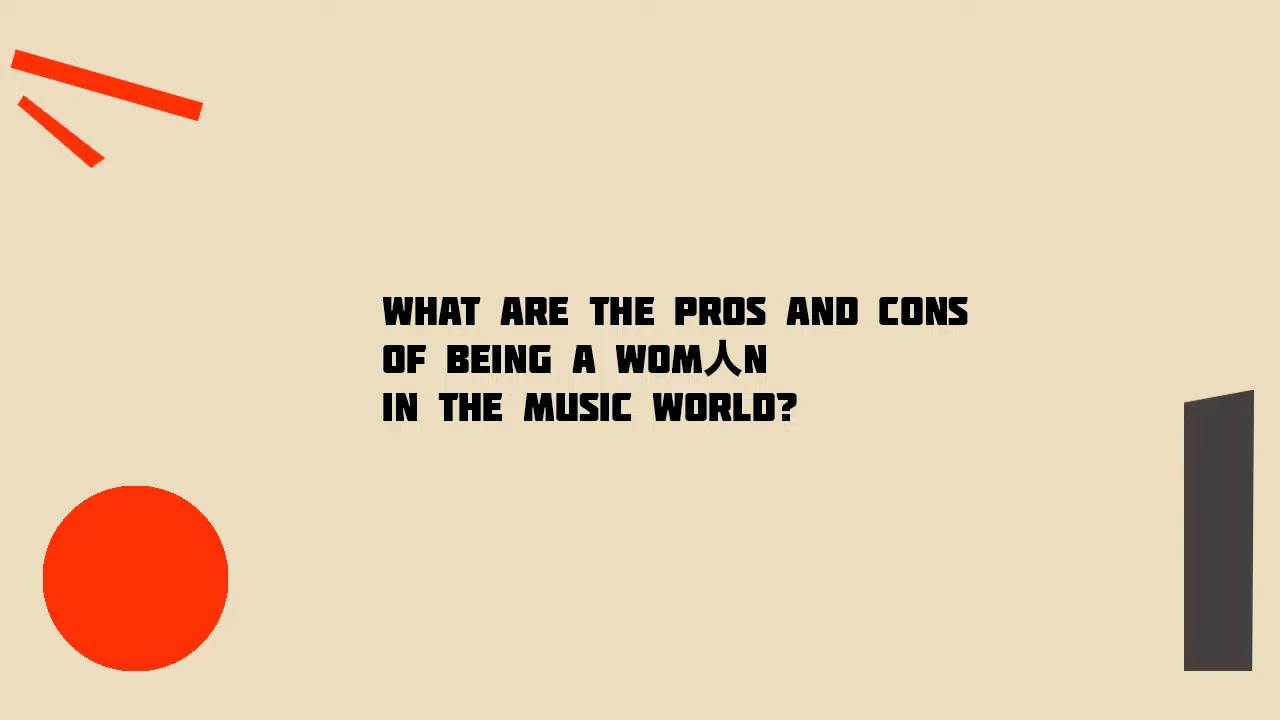 WHAT ARE THE PROS AND CONS
OF BEING A WOM人N
IN THE MUSIC WORLD?